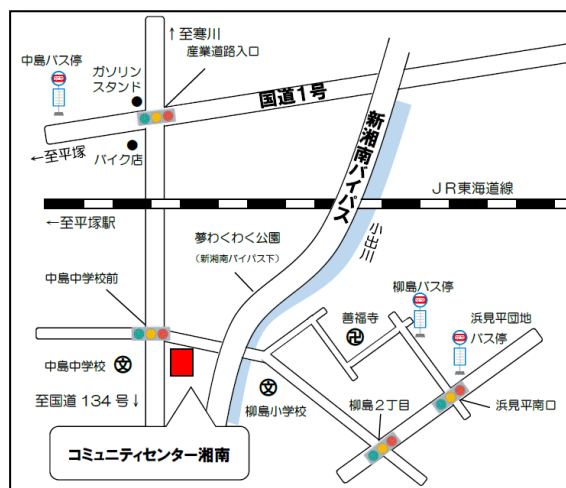 ↑至寒川
産業道路入口
中島バス停
ガソリン
スタンド
国道1号
新湘南バイパス
←至平塚
バイク店
JR東海道線
←至平塚駅
小出川
夢わくわく公園
（新湘南バイパス下）
中島中学校前
柳島バス停
浜見平団地
バス停
善福寺
中島中学校
文
卍
文
柳島小学校
柳島2丁目
浜見平南口
至国道134号↓
コミュニティセンター湘南